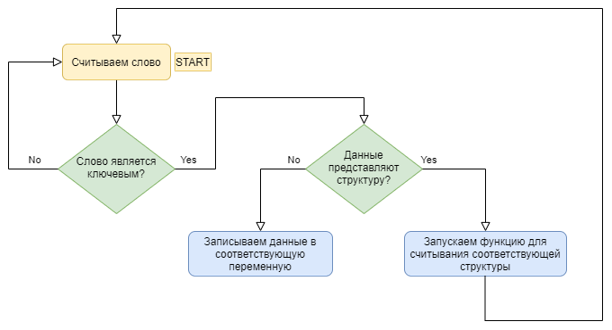 Считываем слово
START
No
Слово является
ключевым?
Yes
No
Данные
представляют
структуру?
Yes
Записываем данные в
соответствующую
переменную
Запускаем функцию для
считывания соответствующей
структуры